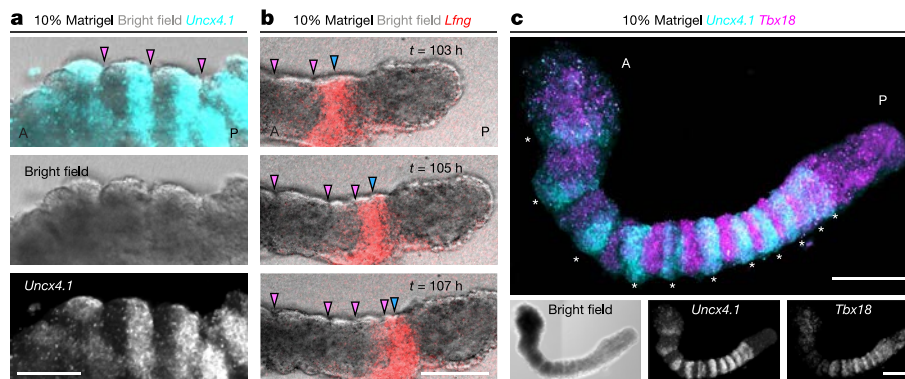 a 10% Matrigel Bright field Uncx4.1
A
P
Bright field
Uncx4.1
b 10% Matrigel Bright field Lfng
t = 103 h
A
P
t = 105 h
t = 107 h
c 10% Matrigel Uncx4.1 Tbx18
A
P
*
*
*
*
*
*
*
*
*
*
*
Bright field
Uncx4.1
Tbx18